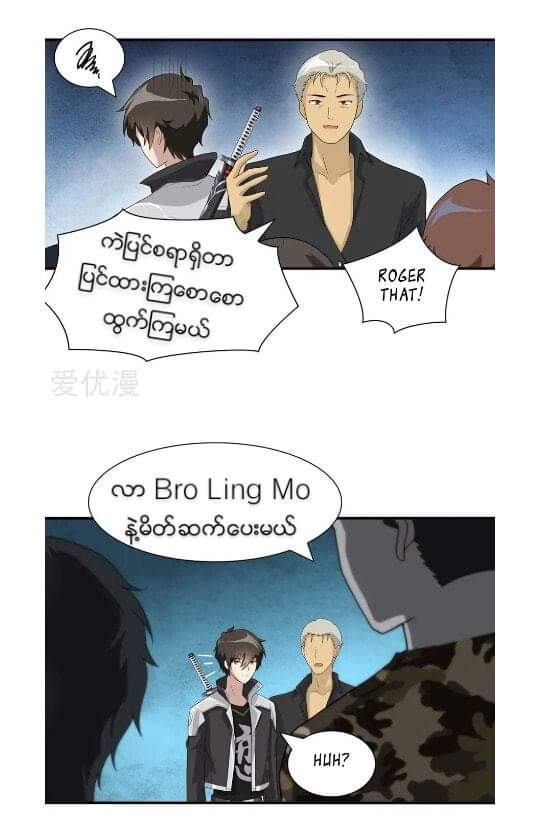 ကဲပြင်စရာရှိတာ
ပြင်ထားကြစောစော
ထွက်ကြမယ်
ROGER
THAT!
爱优漫
လာ Bro Ling Mo
နဲ့မိတ်ဆက်ပေးမယ်
HUH?